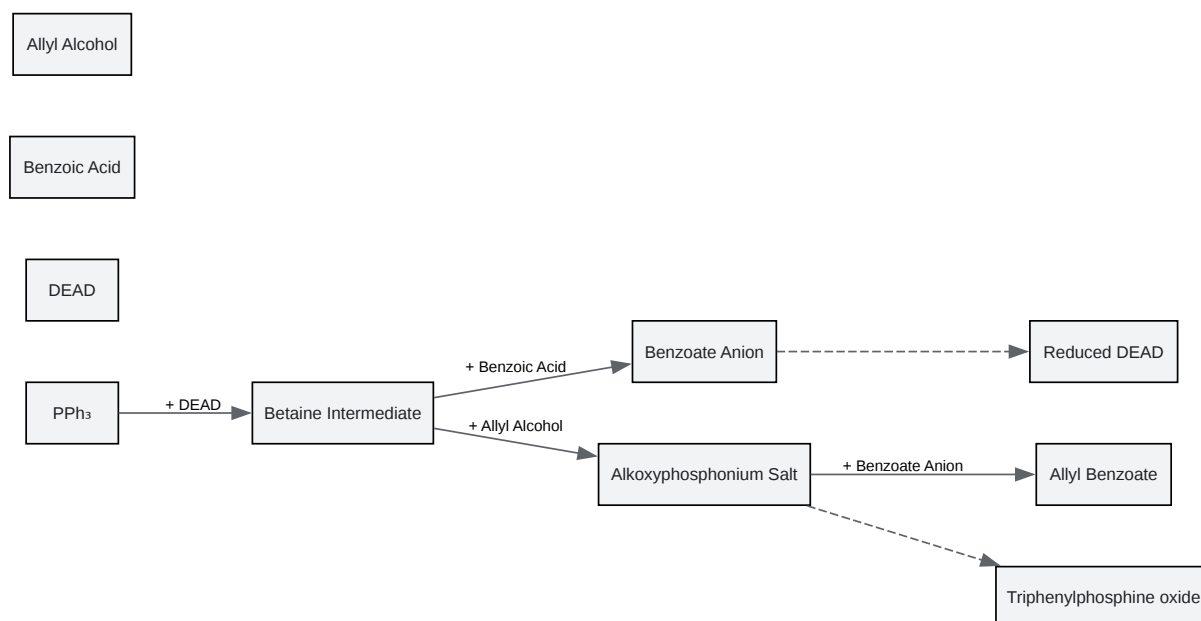 Allyl Alcohol
Benzoic Acid
DEAD
PPh₃
+ DEAD
Betaine Intermediate
+ Benzoic Acid
+ Allyl Alcohol
Benzoate Anion
Reduced DEAD
Alkoxyphosphonium Salt
+ Benzoate Anion
Allyl Benzoate
Triphenylphosphine oxide